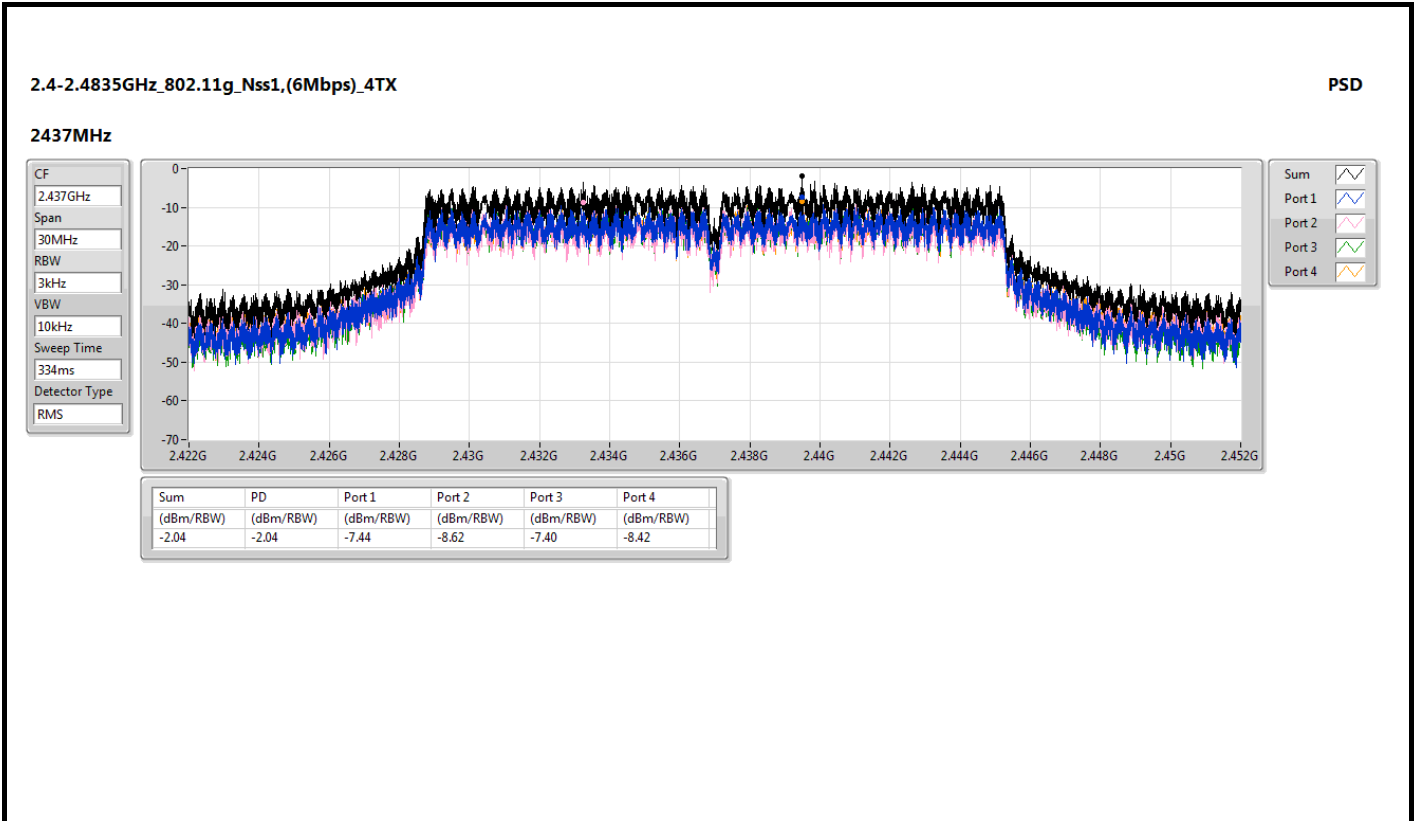 2.4-2.4835GHz_802.11g_Nss1,(6Mbps)_4TX
PSD
2437MHz
CF
2.437GHz
Span
30MHz
RBW
3kHz
VBW
10kHz
Sweep Time
334ms
Detector Type
RMS
0
-10
-20
-30
-40
-50
-60
-70
2.422G 2.424G 2.426G 2.428G 2.43G 2.432G 2.434G 2.436G 2.438G 2.44G 2.442G 2.444G 2.446G 2.448G 2.45G 2.452G
Sum
Port 1
Port 2
Port 3
Port 4
Sum PD Port 1 Port 2 Port 3 Port 4
(dBm/RBW) (dBm/RBW) (dBm/RBW) (dBm/RBW) (dBm/RBW) (dBm/RBW)
-2.04 -2.04 -7.44 -8.62 -7.40 -8.42